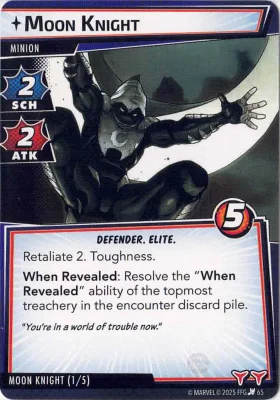 Moon Knight
MINION
2
SCH
2
ATK
5
DEFENDER. ELITE.
Retaliate 2. Toughness.
When Revealed: Resolve the “When
Revealed” ability of the topmost
treachery in the encounter discard pile.
"You're in a world of trouble now."
MOON KNIGHT (1/5)
© MARVEL © 2025 FFG 65